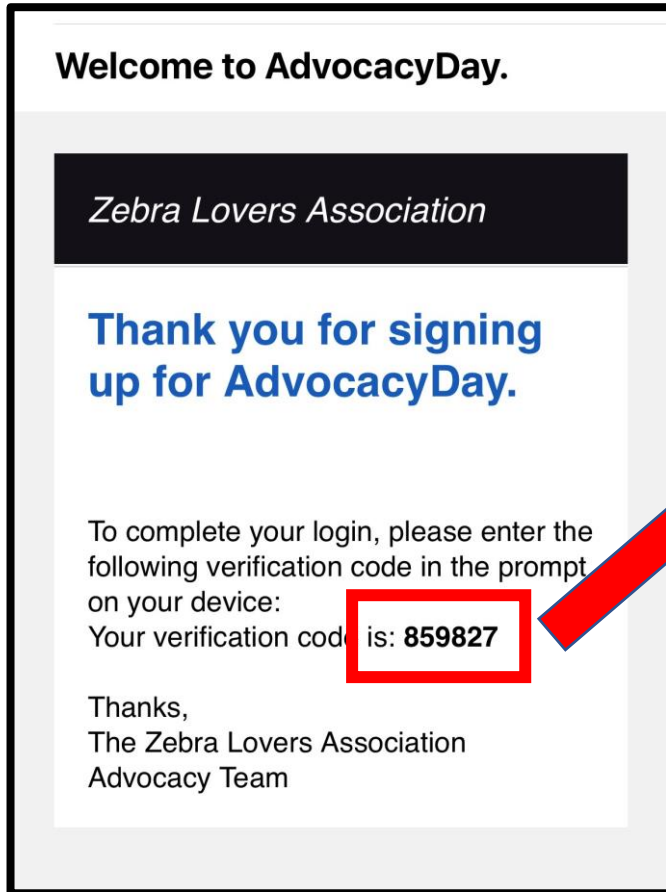 Welcome to AdvocacyDay.
Zebra Lovers Association
Thank you for signing
up for AdvocacyDay.
To complete your login, please enter the
following verification code in the prompt
on your device:
Your verification code is: 859827
Thanks,
The Zebra Lovers Association
Advocacy Team